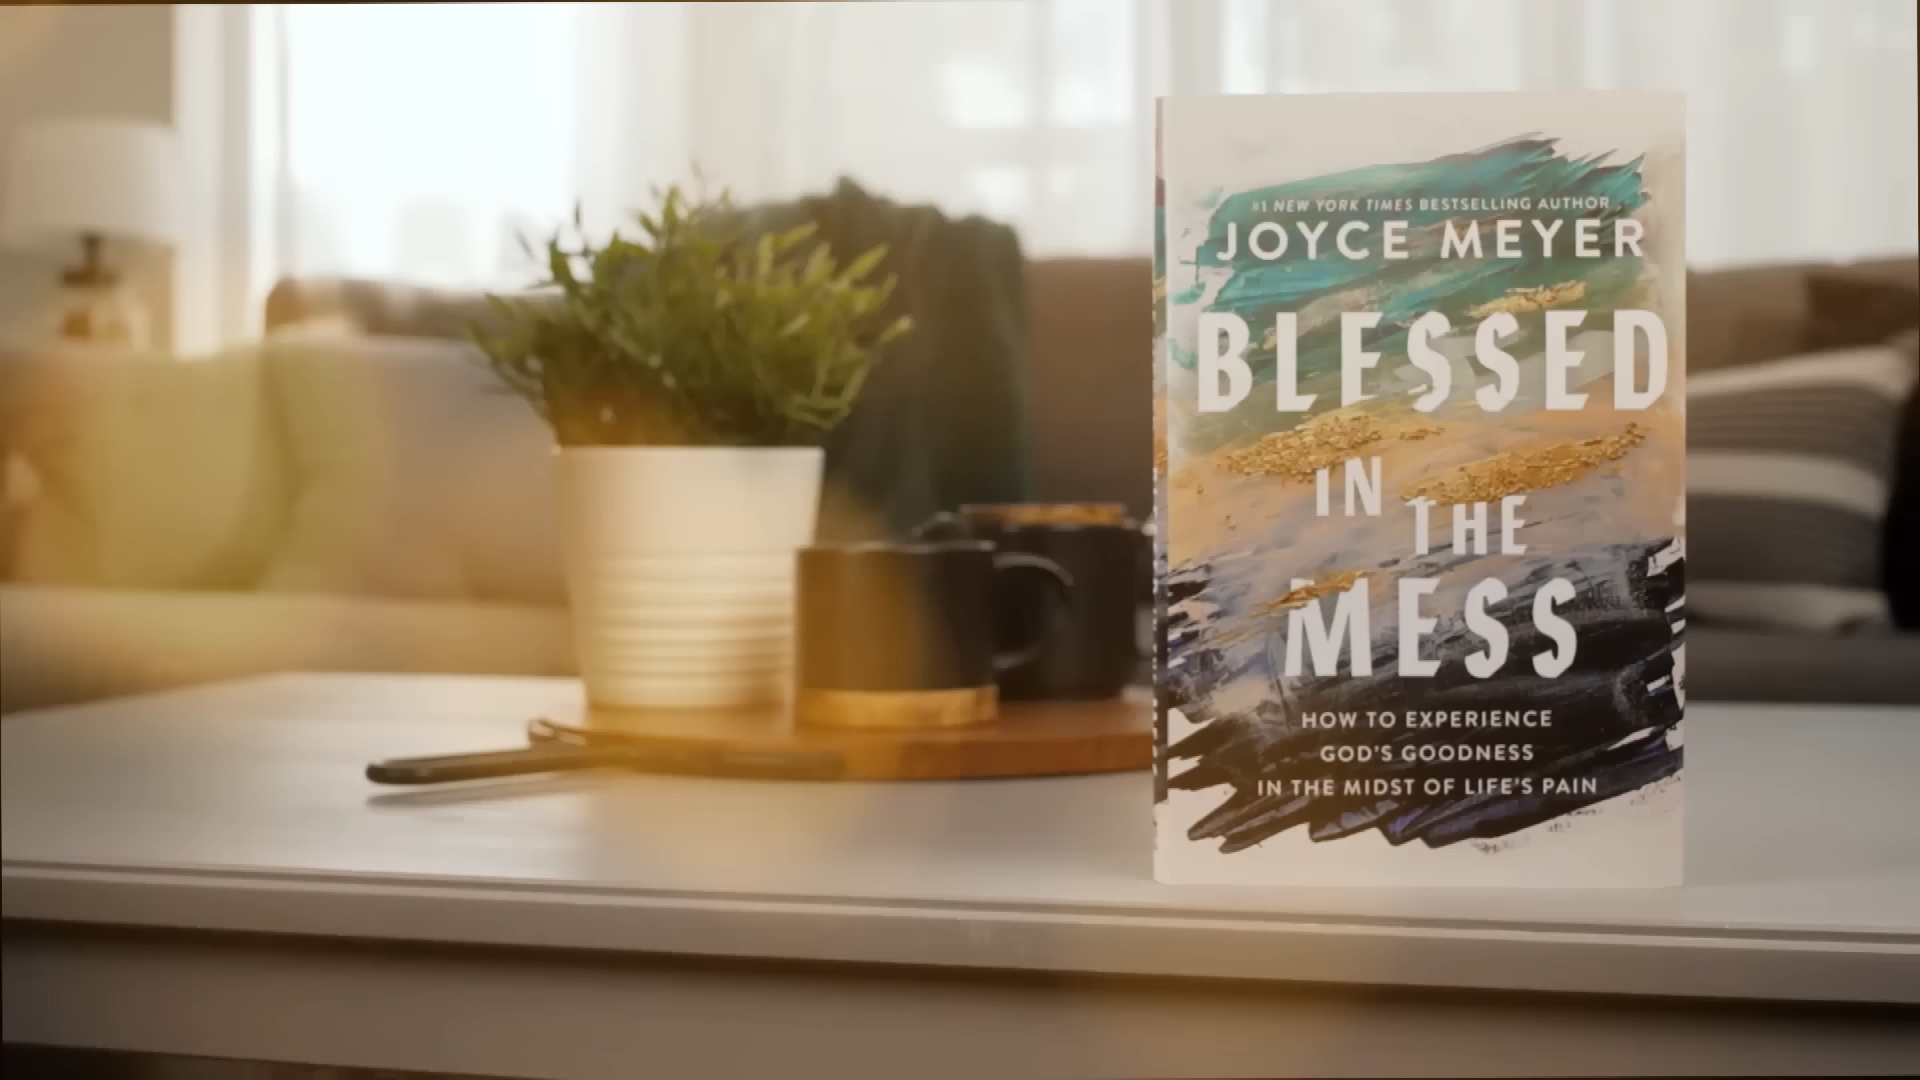 #1 NEW YORK TIMES BESTSELLING AUTHOR
JOYCE MEYER
BLESSED
IN
THE
MESS
HOW TO EXPERIENCE
GOD'S GOODNESS
IN THE MIDST OF LIFE'S PAIN